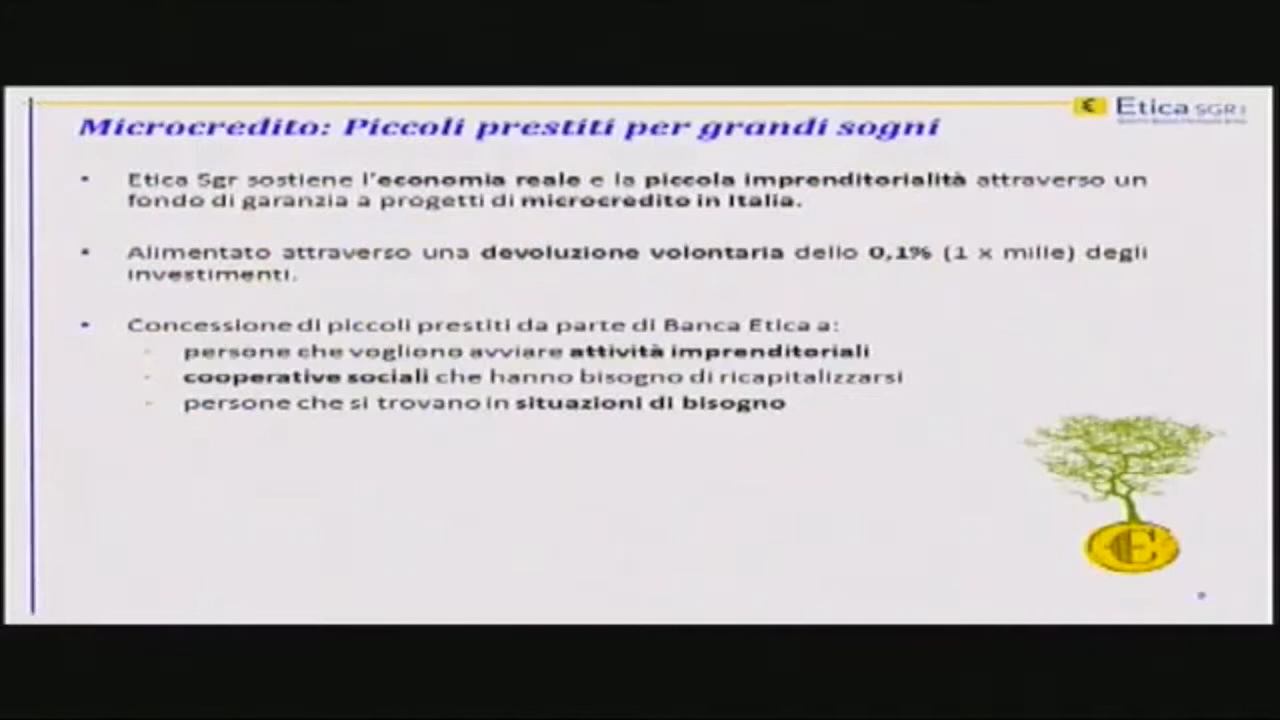 € Etica SGR
Microcredito: Piccoli prestiti per grandi sogni
• Etica Sgr sostiene l'economia reale e la piccola imprenditorialità attraverso un
fondo di garanzia a progetti di microcredito in Italia.
• Alimentato attraverso una devoluzione volontaria dello 0,1% (1 x mille) degli
investimenti.
• Concessione di piccoli prestiti da parte di Banca Etica a:
- persone che vogliono avviare attività imprenditoriali
- cooperative sociali che hanno bisogno di ricapitalizzarsi
- persone che si trovano in situazioni di bisogno
€